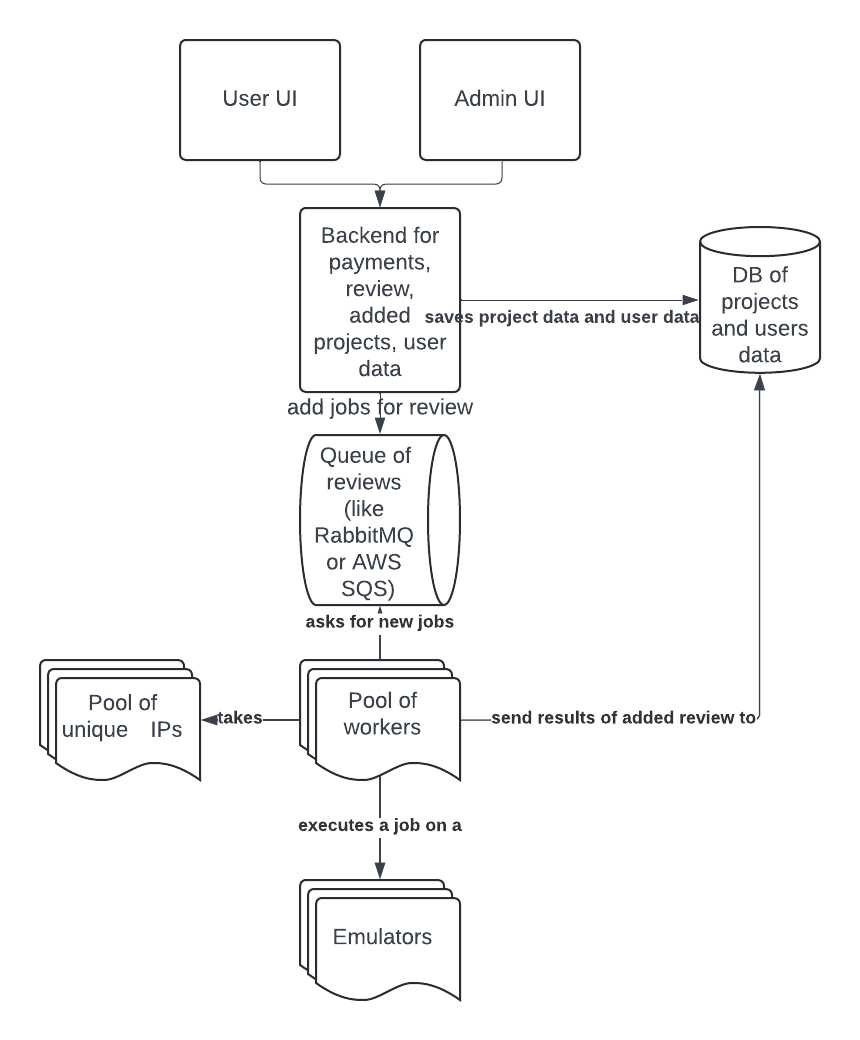 User UI
Admin UI
Backend for
payments,
review,
added
projects, user
data
saves project data and user data
DB of
projects
and users
data
add jobs for review
Queue of
reviews
(like
RabbitMQ
or AWS
SQS)
asks for new jobs
Pool of
unique IPs
takes
Pool of
workers
send results of added review to
executes a job on a
Emulators